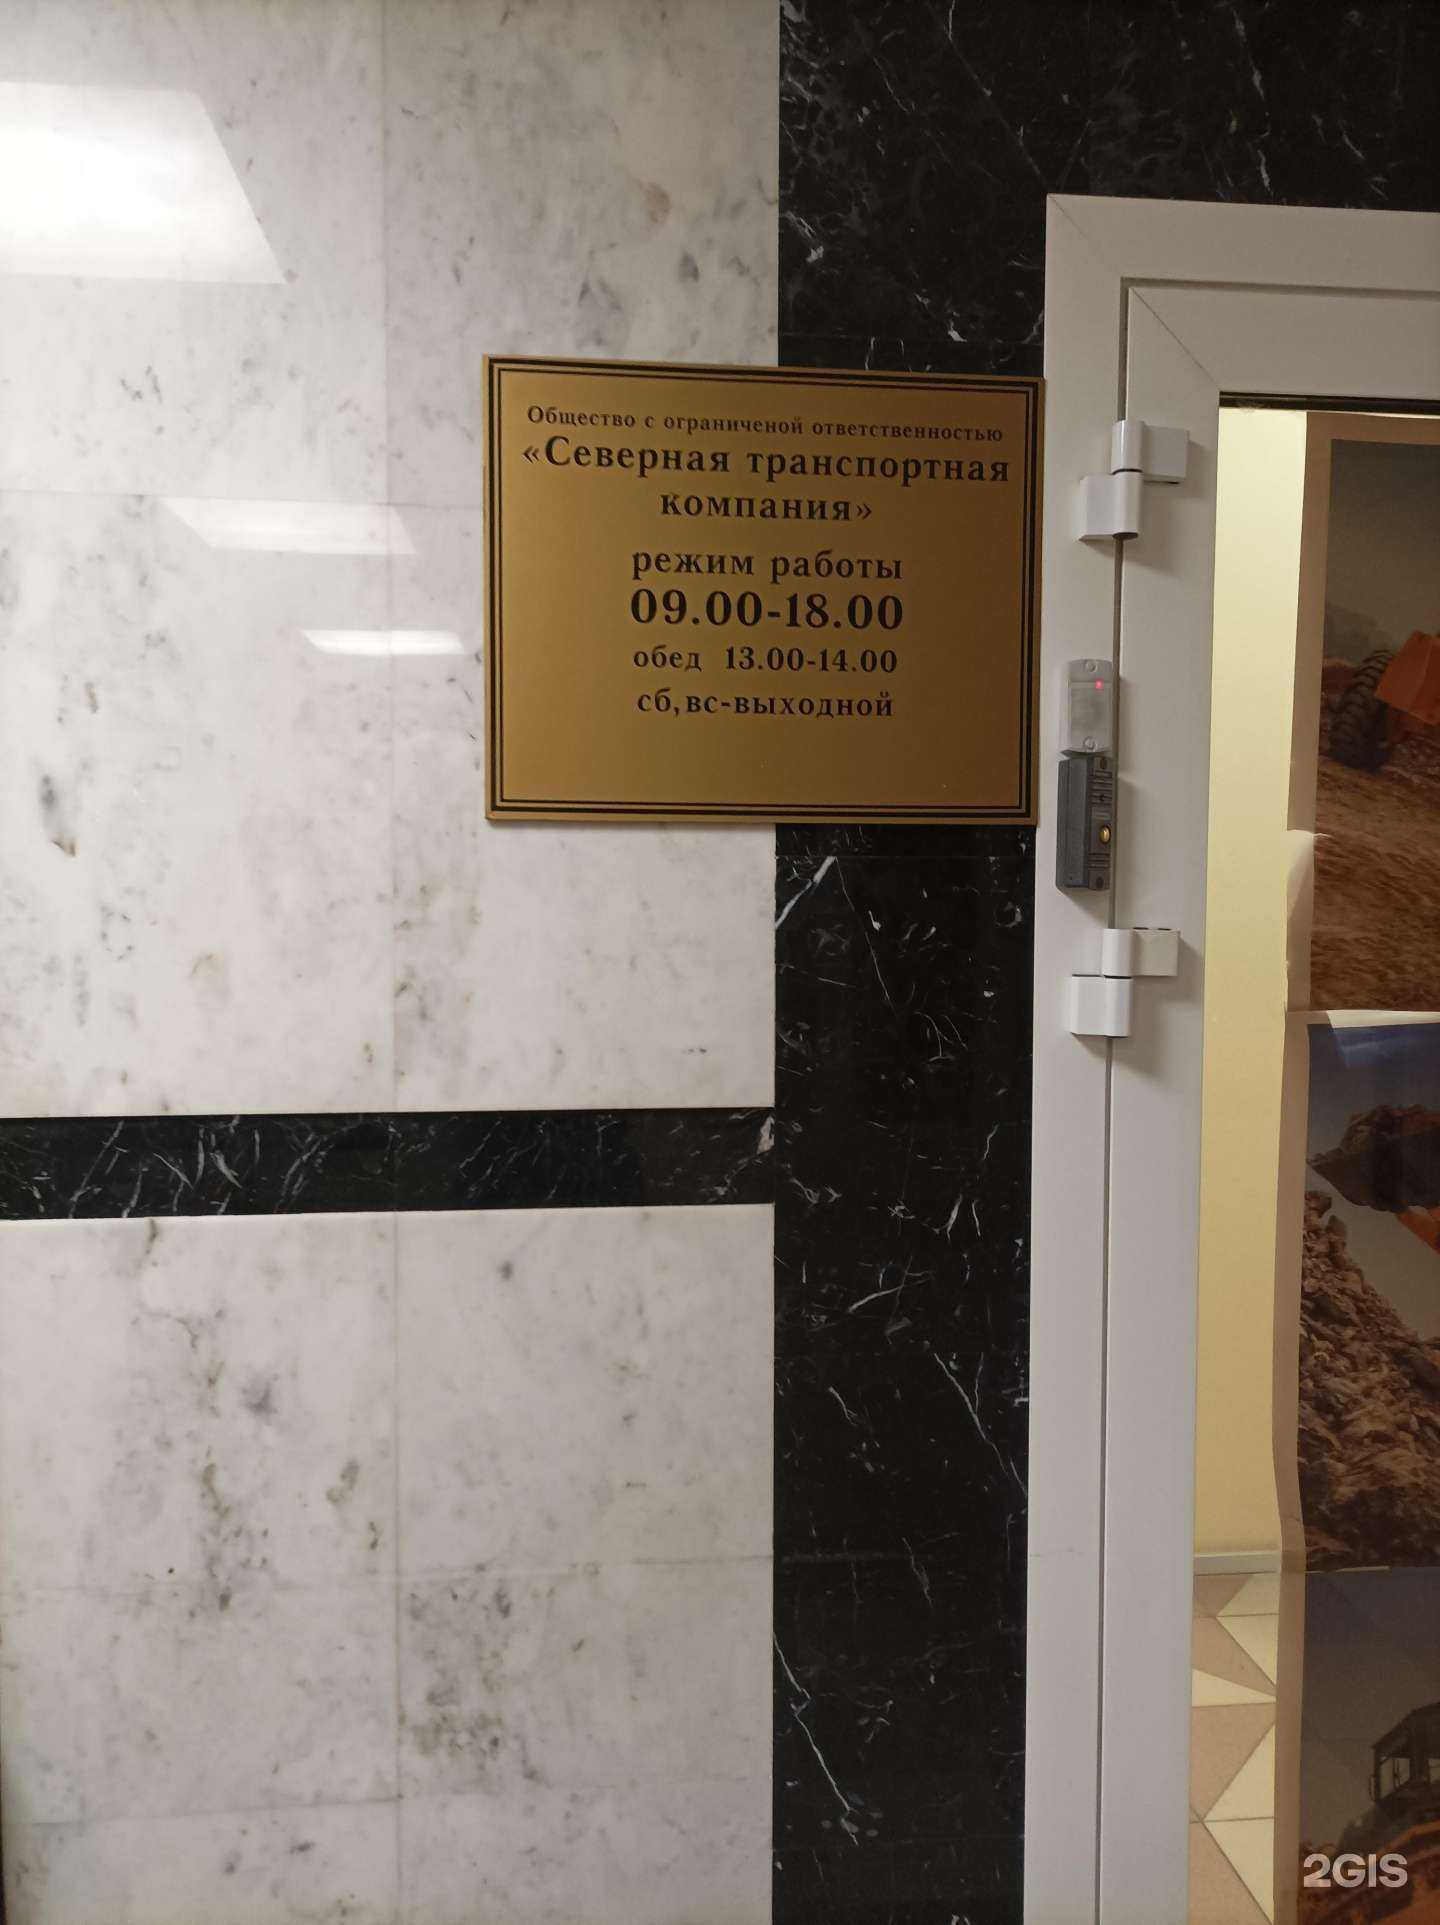 Общество с ограниченой ответственностью
«Северная транспортная
компания»
режим работы
09.00-18.00
обед 13.00-14.00
сб,вс-выходной
2GIS